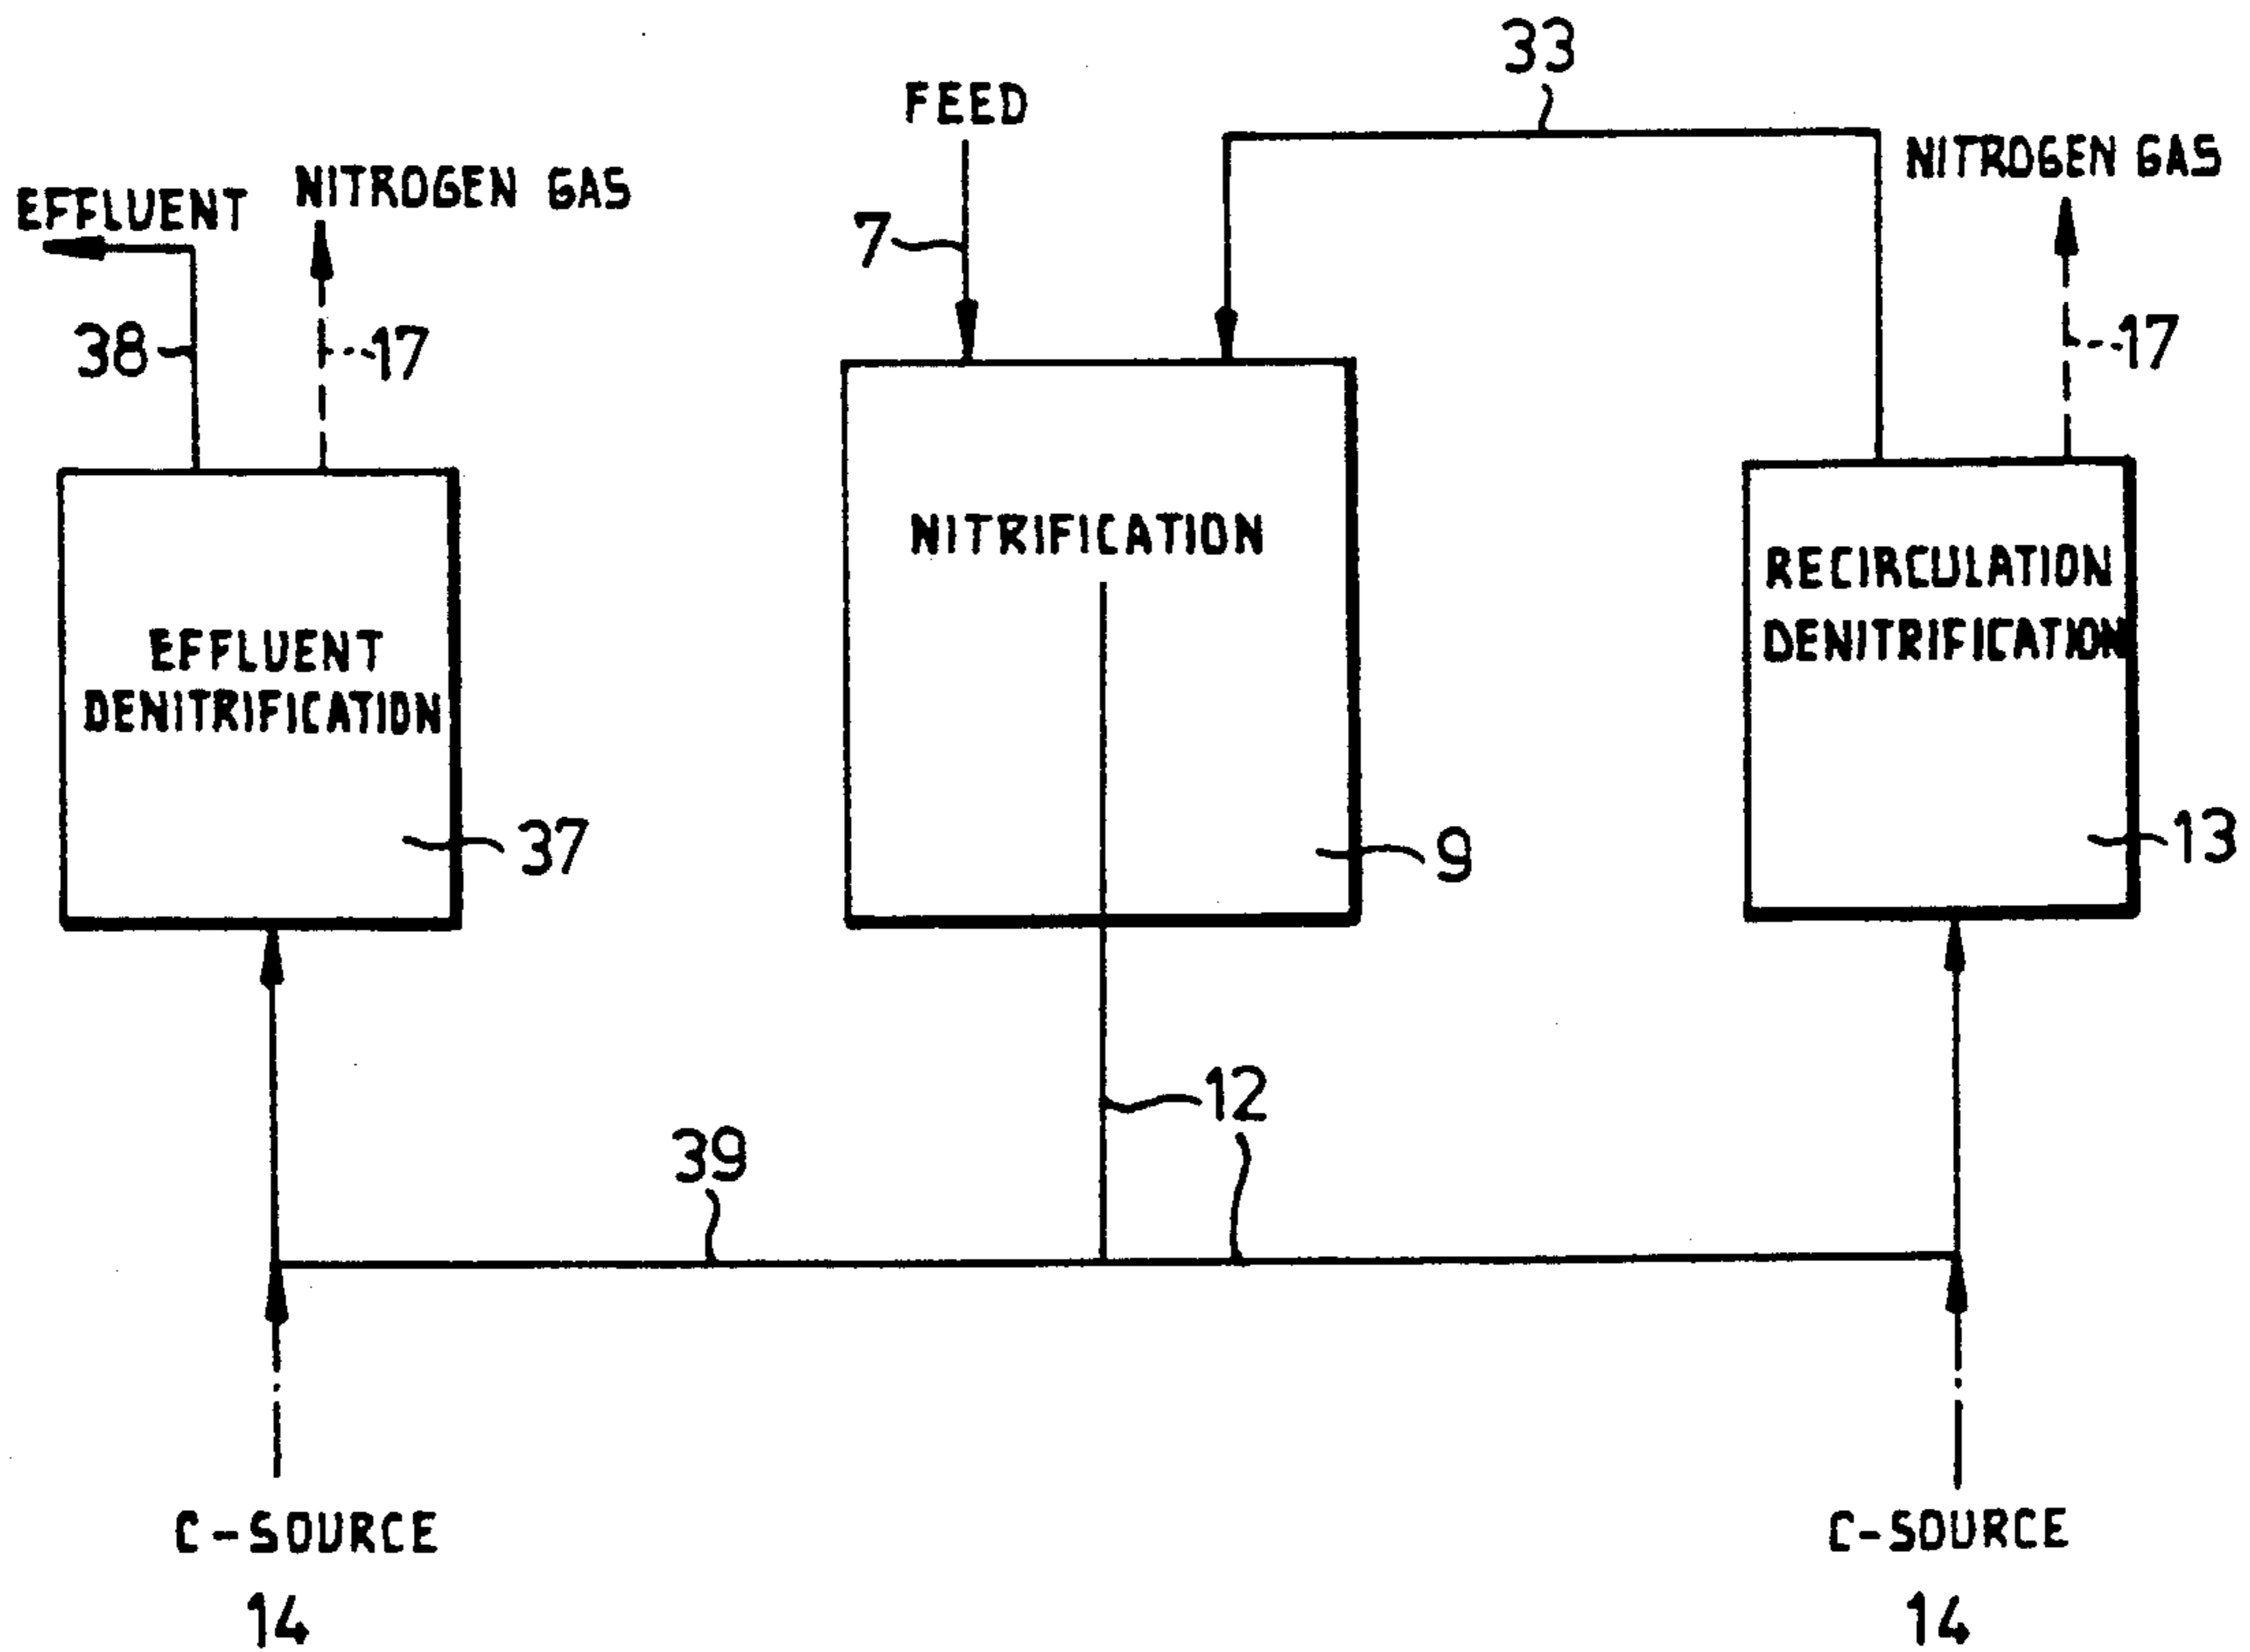 33
FEED
NITROGEN GAS
NITROGEN GAS
EFFLUENT
7
38
17
17
NITRIFICATION
RECIRCULATION
DENITRIFICATION
EFFLUENT
DENITRIFICATION
37
9
13
12
39
C-SOURCE
14
C-SOURCE
14